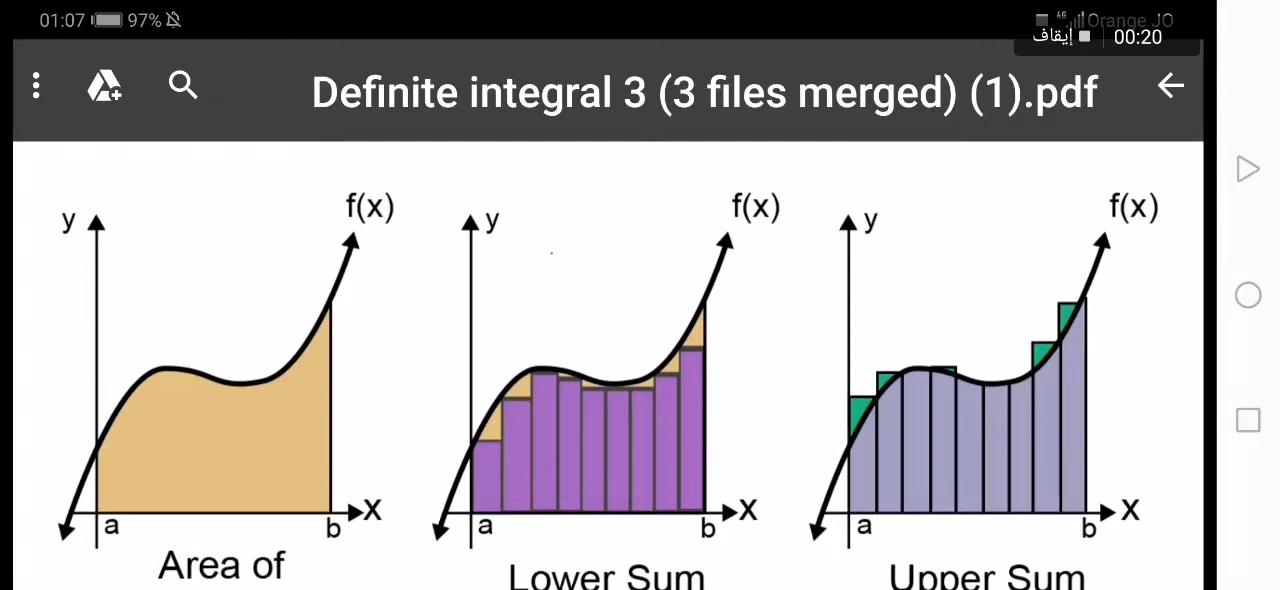 01:07 97% 4G Orange JO
إيقاف 00:20
Definite integral 3 (3 files merged) (1).pdf
y f(x) y f(x) y f(x)
a b x a b x a b x
Area of Lower Sum Upper Sum